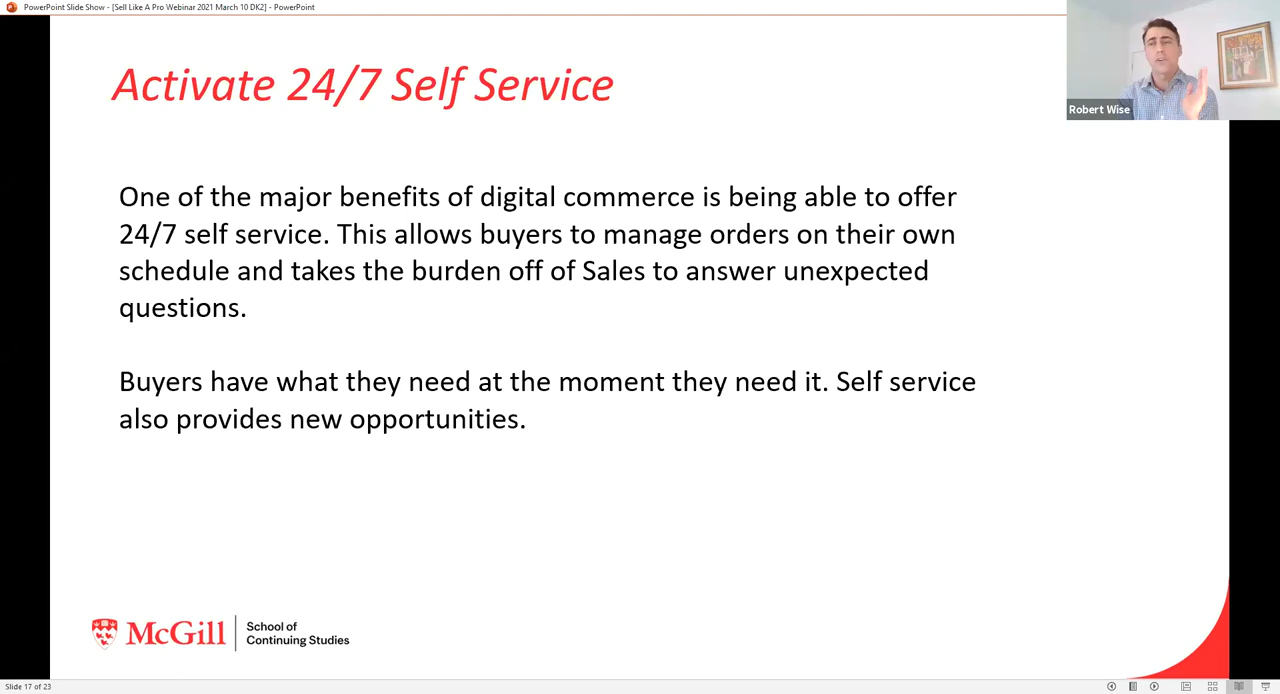 PowerPoint Slide Show - [Sell Like A Pro Webinar 2021 March 10 DK2] - PowerPoint
Robert Wise
Activate 24/7 Self Service
One of the major benefits of digital commerce is being able to offer
24/7 self service. This allows buyers to manage orders on their own
schedule and takes the burden off of Sales to answer unexpected
questions.
Buyers have what they need at the moment they need it. Self service
also provides new opportunities.
McGill
School of
Continuing Studies
Slide 17 of 23